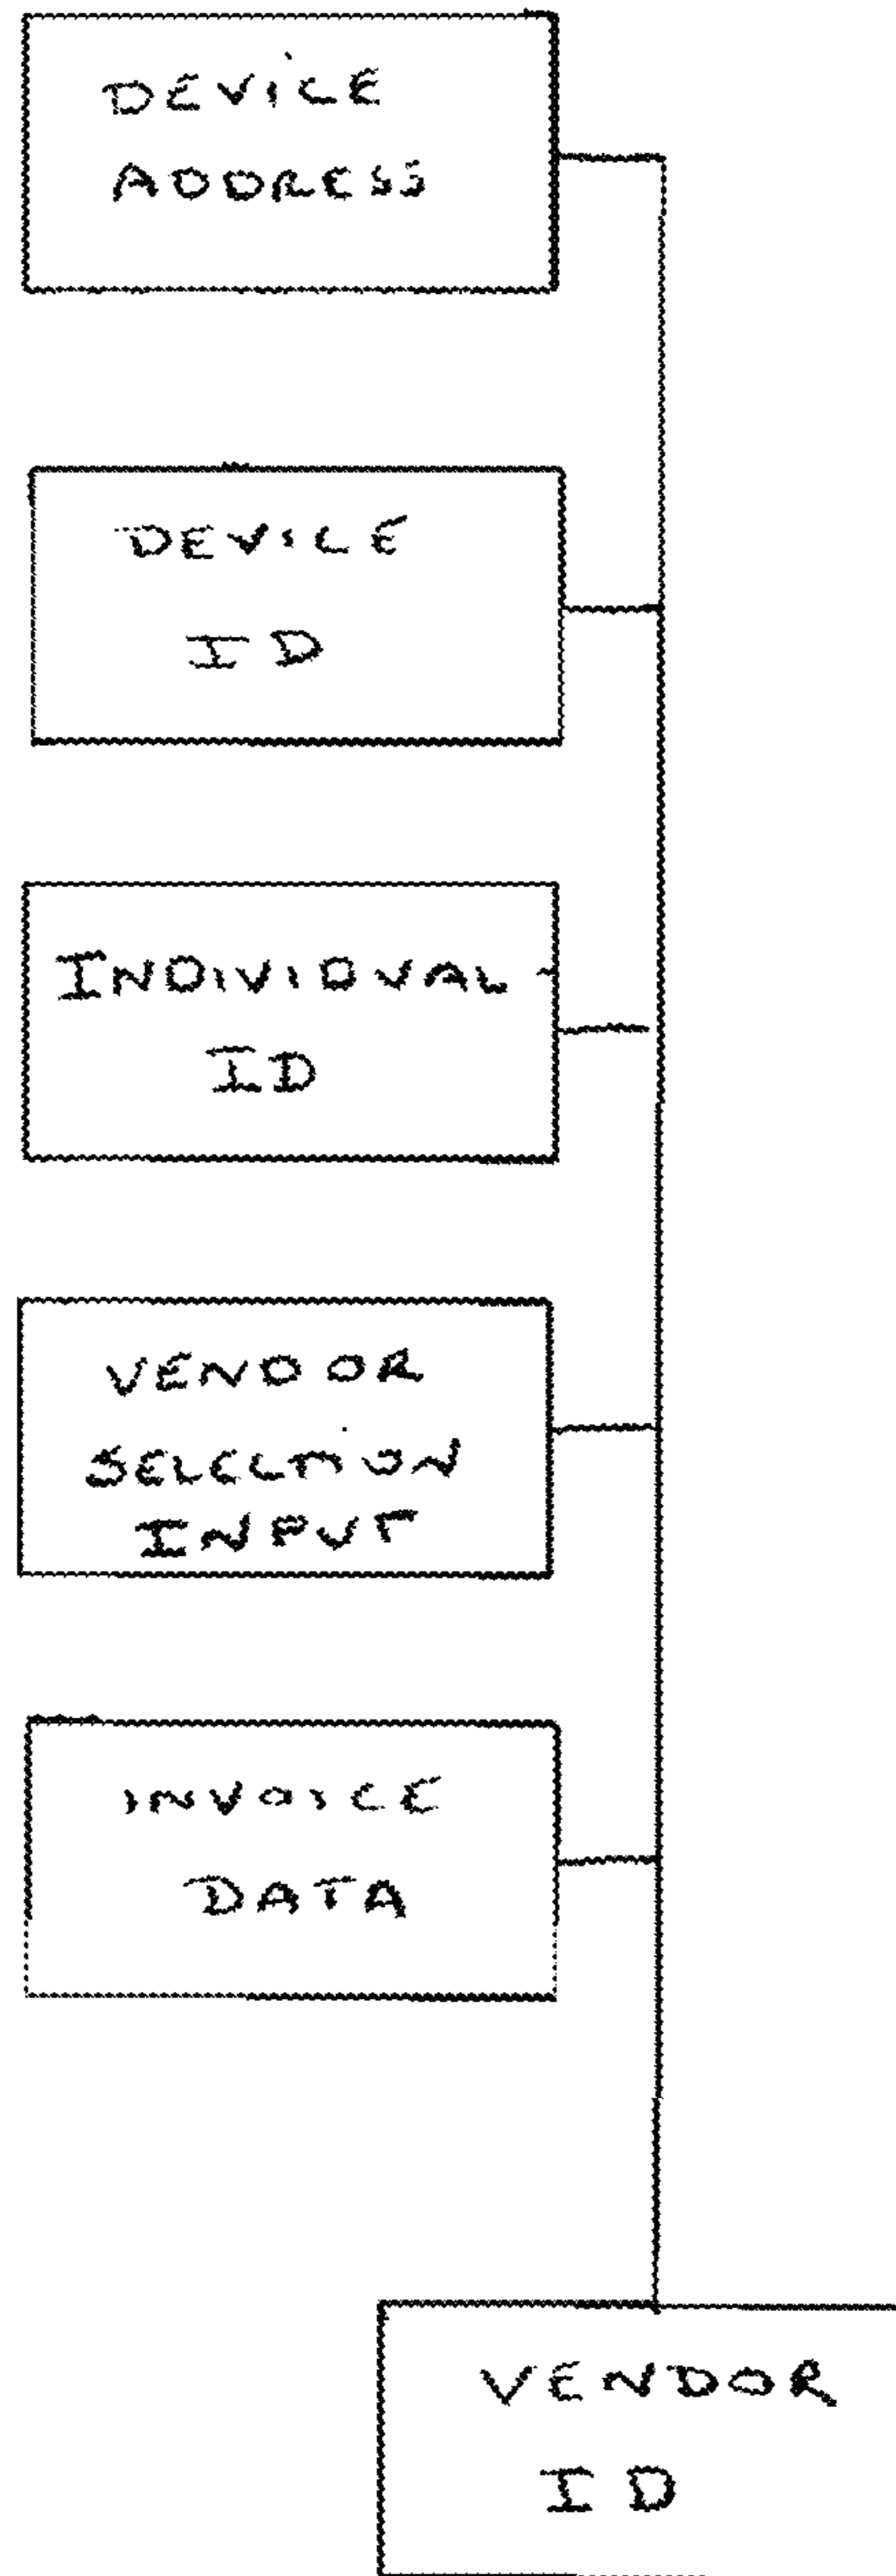 DEVICE
ADDRESS
DEVICE
ID
INDIVIDUAL
ID
VENDOR
SELECTION
INPUT
INVOICE
DATA
VENDOR
ID